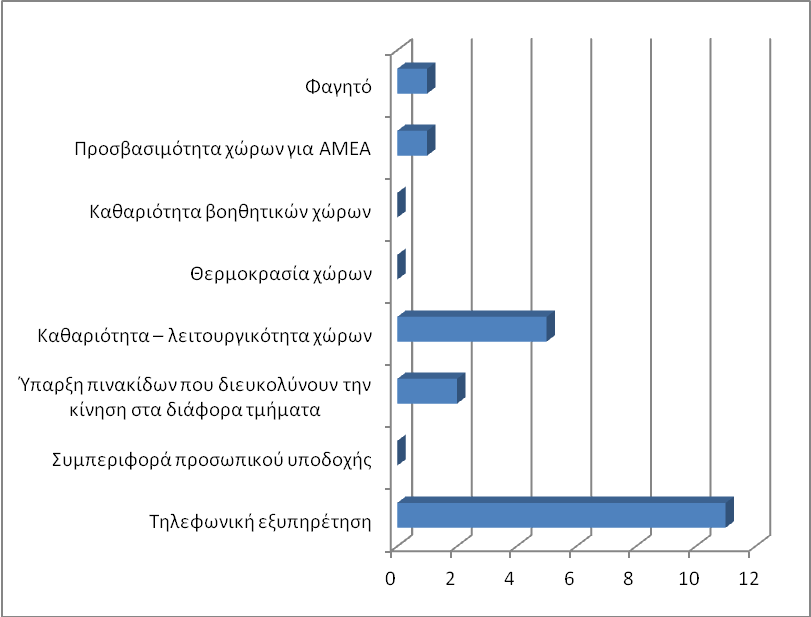 Φαγητό
Προσβασιμότητα χώρων για ΑΜΕΑ
Καθαριότητα βοηθητικών χώρων
Θερμοκρασία χώρων
Καθαριότητα – λειτουργικότητα χώρων
Ύπαρξη πινακίδων που διευκολύνουν την
κίνηση στα διάφορα τμήματα
Συμπεριφορά προσωπικού υποδοχής
Τηλεφωνική εξυπηρέτηση
0 2 4 6 8 10 12